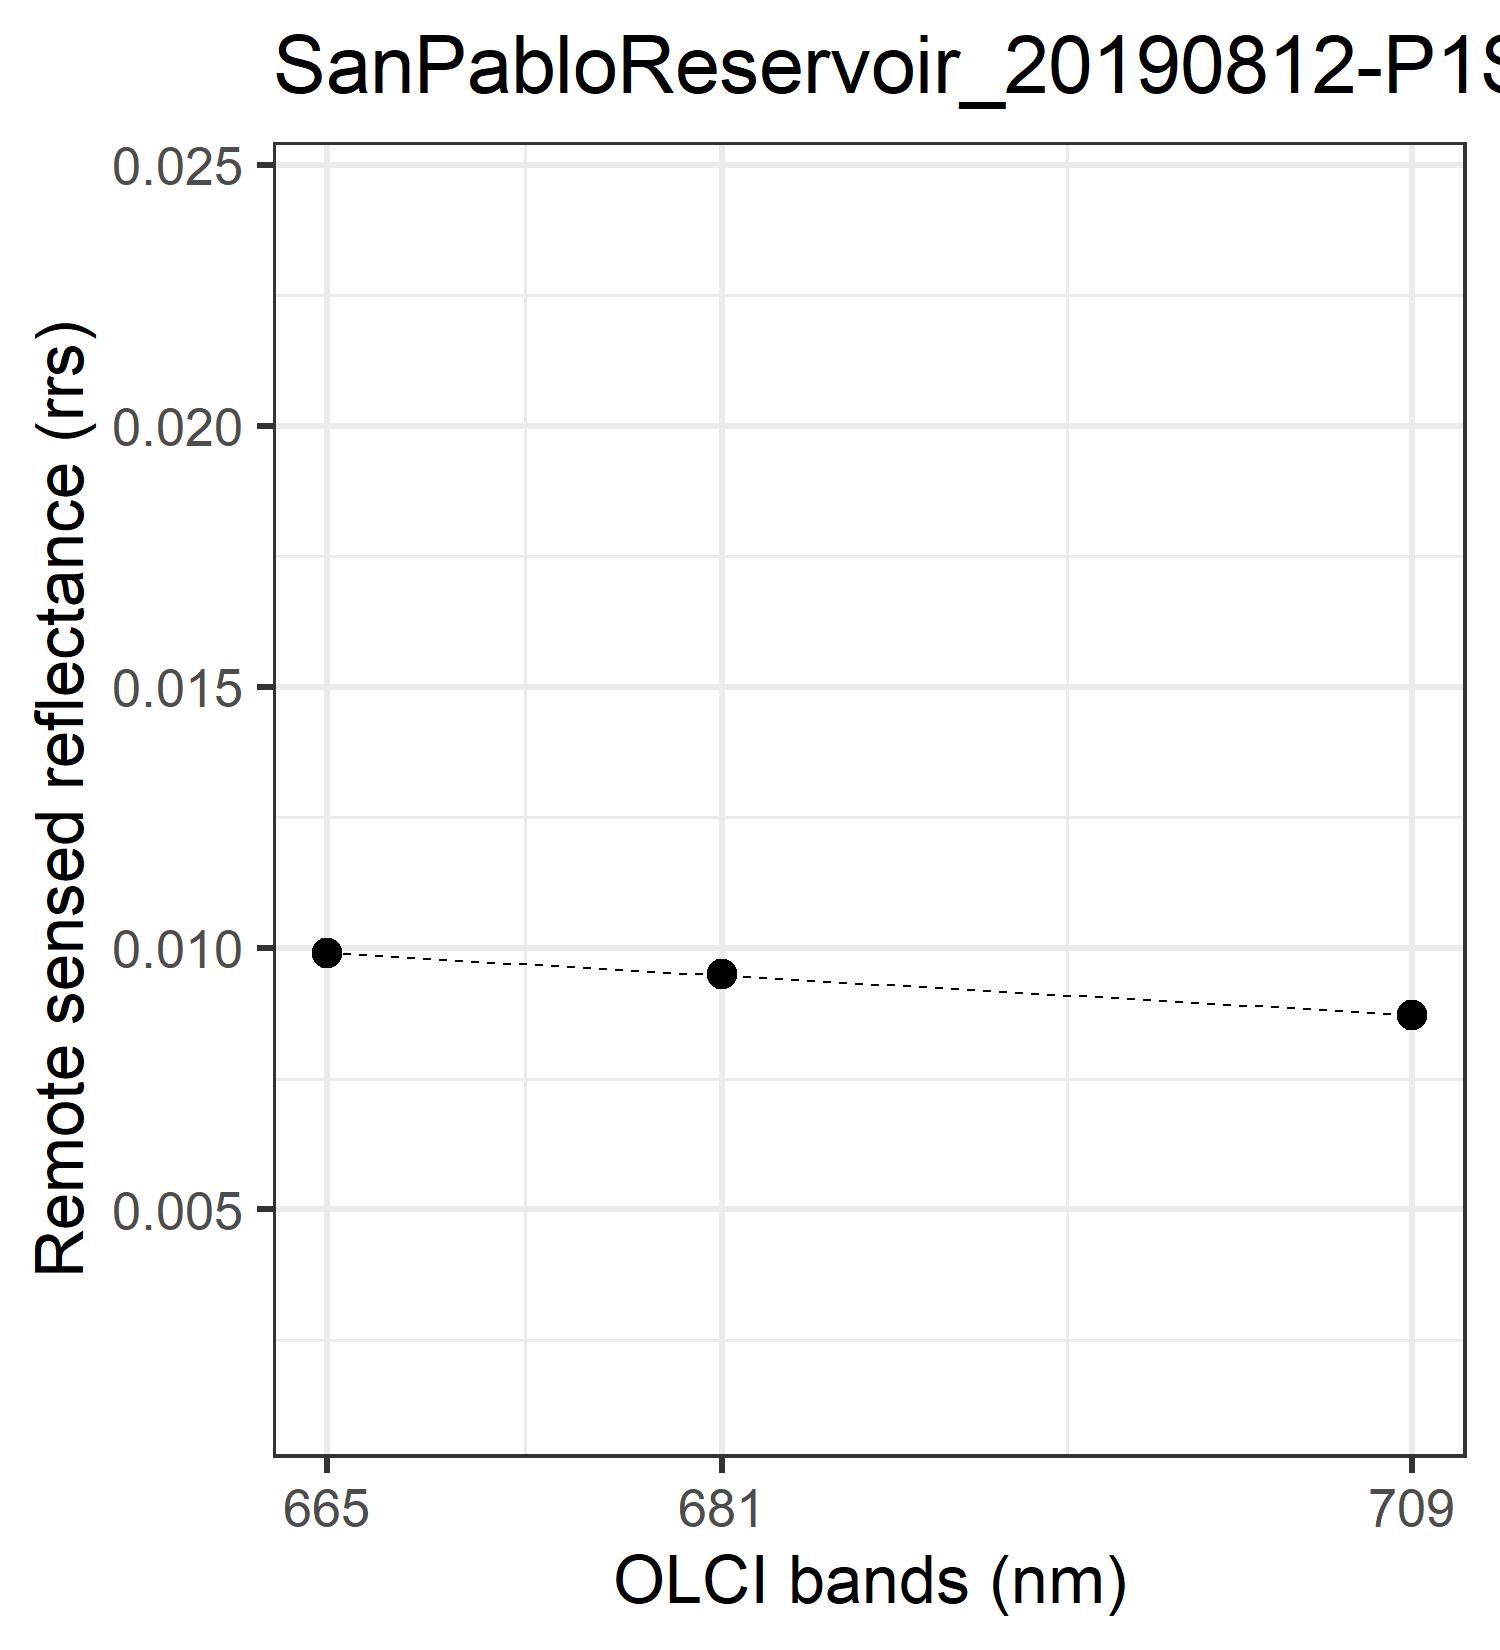 SanPabloReservoir_20190812-P1S
0.025
0.020
0.015
0.010
0.005
Remote sensed reflectance (rrs)
665 681 709
OLCI bands (nm)